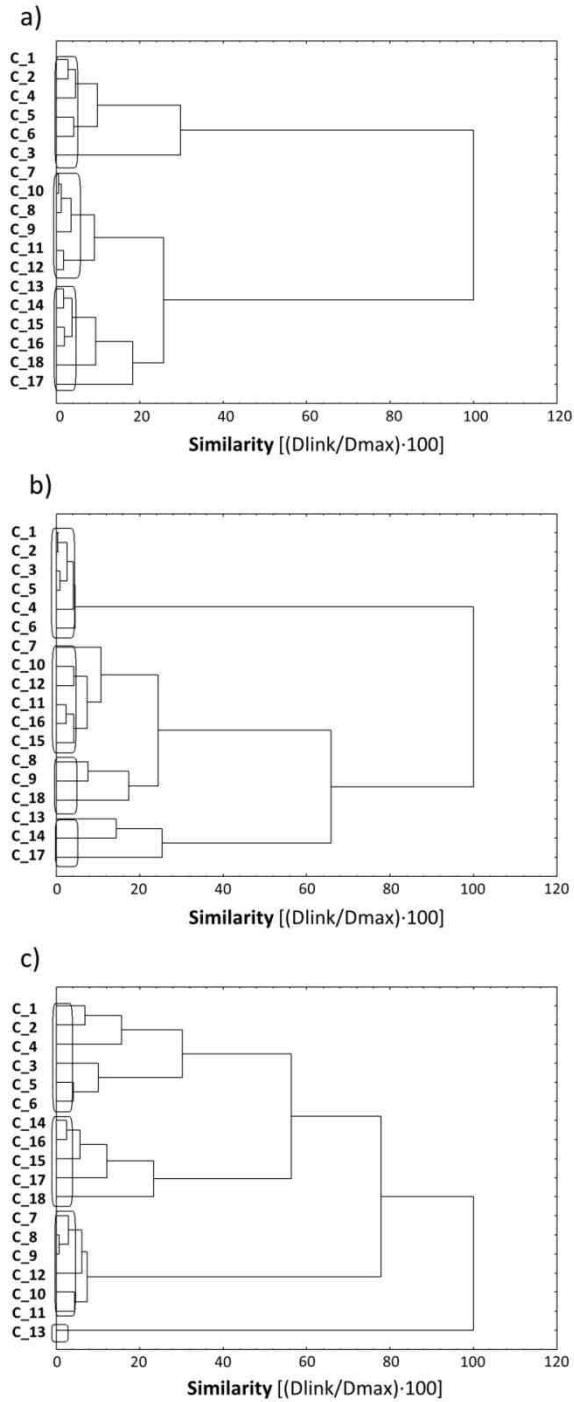 a)
C_1
C_2
C_4
C_5
C_6
C_3
C_7
C_10
C_8
C_9
C_11
C_12
C_13
C_14
C_15
C_16
C_18
C_17
0 20 40 60 80 100 120
Similarity [(Dlink/Dmax)·100]
b)
C_1
C_2
C_3
C_5
C_4
C_6
C_7
C_10
C_12
C_11
C_16
C_15
C_8
C_9
C_18
C_13
C_14
C_17
0 20 40 60 80 100 120
Similarity [(Dlink/Dmax)·100]
c)
C_1
C_2
C_4
C_3
C_5
C_6
C_14
C_16
C_15
C_17
C_18
C_7
C_8
C_9
C_12
C_10
C_11
C_13
0 20 40 60 80 100 120
Similarity [(Dlink/Dmax)·100]